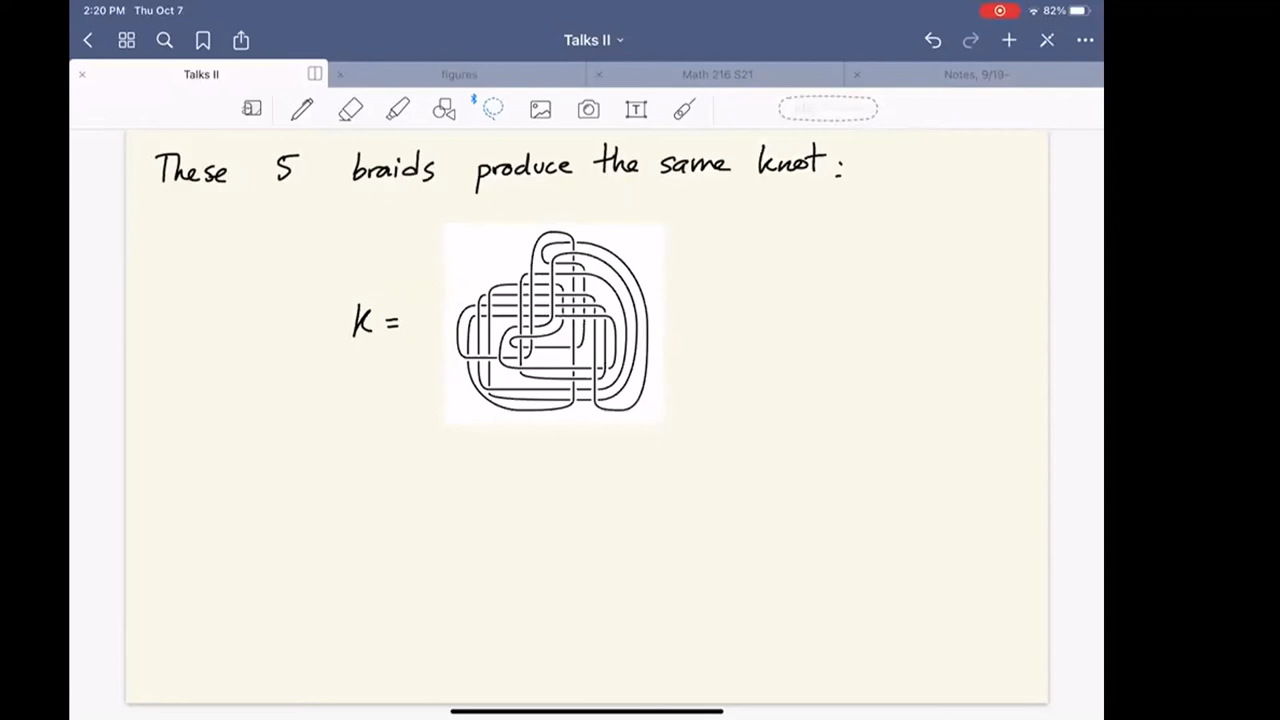 2:20 PM Thu Oct 7
82%
Talks II
Talks II
figures
Math 216 S21
Notes, 9/19-
These 5 braids produce the same knot:
K =